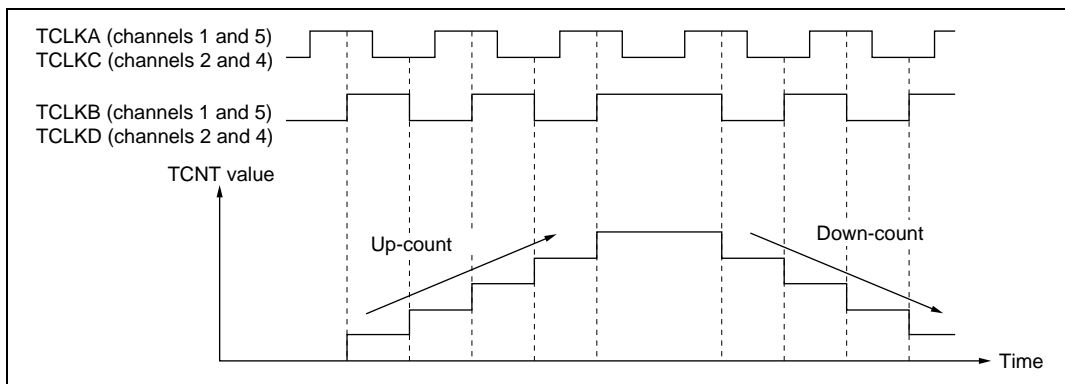 TCLKA (channels 1 and 5)
TCLKC (channels 2 and 4)
TCLKB (channels 1 and 5)
TCLKD (channels 2 and 4)
TCNT value
Up-count
Down-count
Time